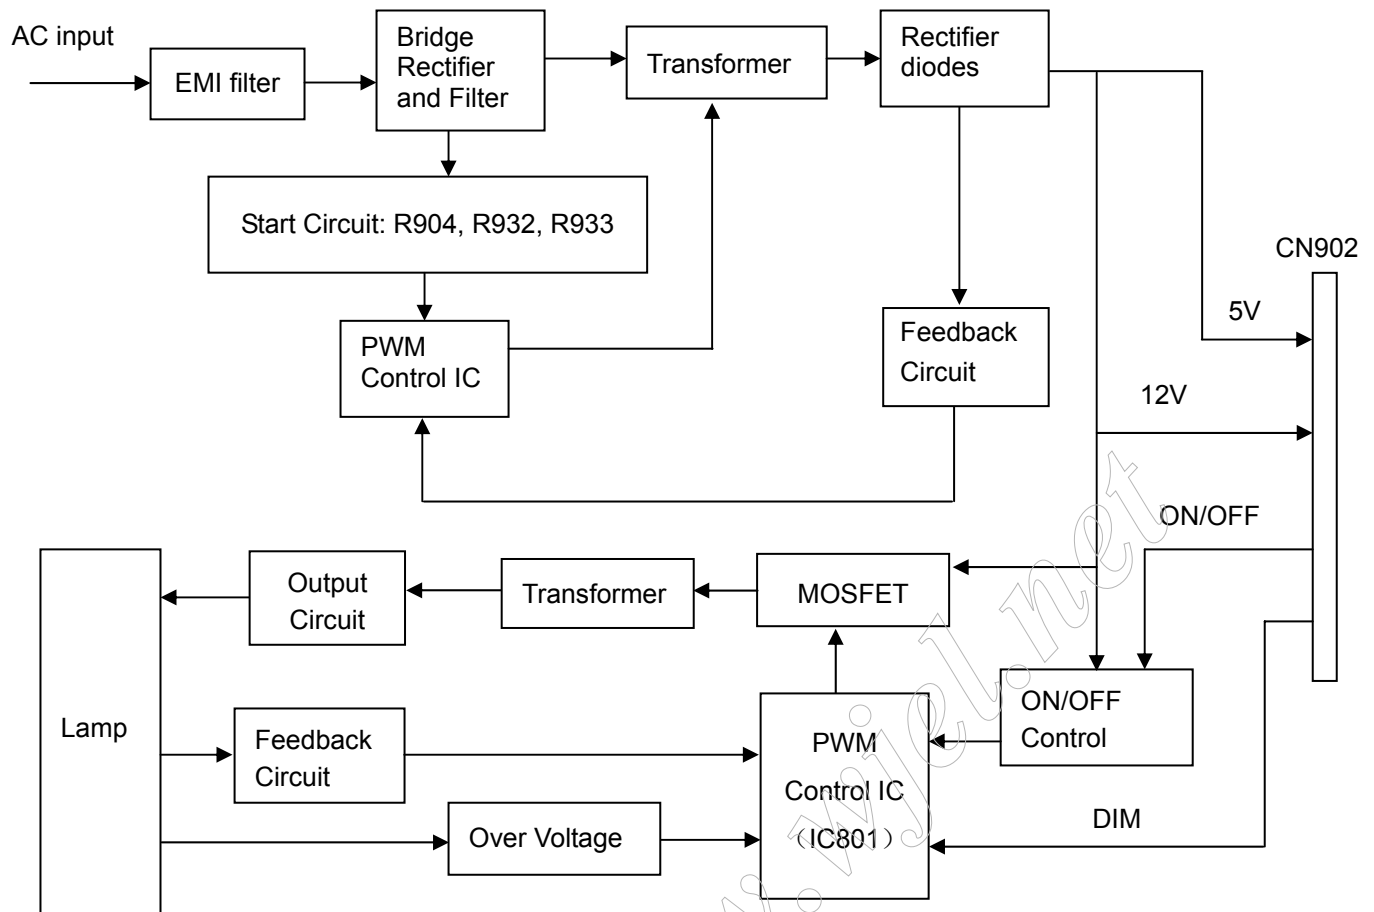 AC input
EMI filter
Bridge
Rectifier
and Filter
Transformer
Rectifier
diodes
Start Circuit: R904, R932, R933
CN902
5V
PWM
Control IC
Feedback
Circuit
12V
ON/OFF
Output
Circuit
Transformer
MOSFET
Lamp
Feedback
Circuit
PWM
Control IC
（IC801）
ON/OFF
Control
Over Voltage
DIM
w.wjel.net